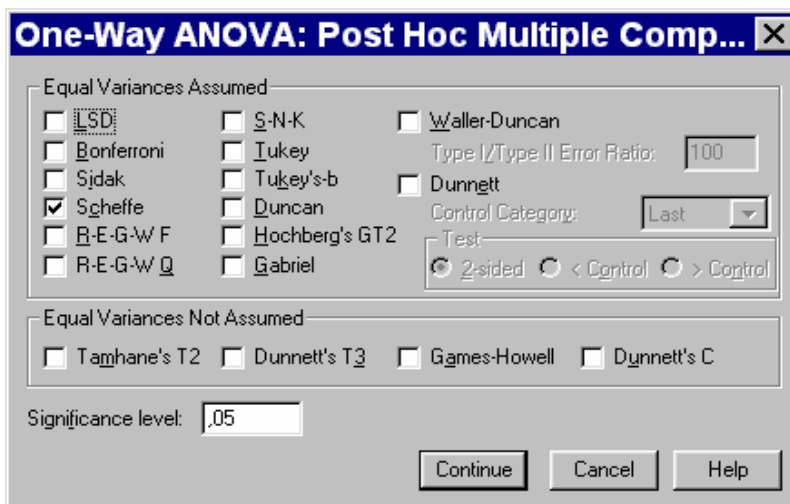 One-Way ANOVA: Post Hoc Multiple Comp...
Equal Variances Assumed
LSD S-N-K Waller-Duncan
Bonferroni Tukey Type I/Type II Error Ratio: 100
Sidak Tukey's-b Dunnett
Scheffe Duncan Control Category: Last
R-E-G-W F Hochberg's GT2 Test
R-E-G-W Q Gabriel 2-sided < Control > Control
Equal Variances Not Assumed
Tamhane's T2 Dunnett's T3 Games-Howell Dunnett's C
Significance level: ,05
Continue Cancel Help